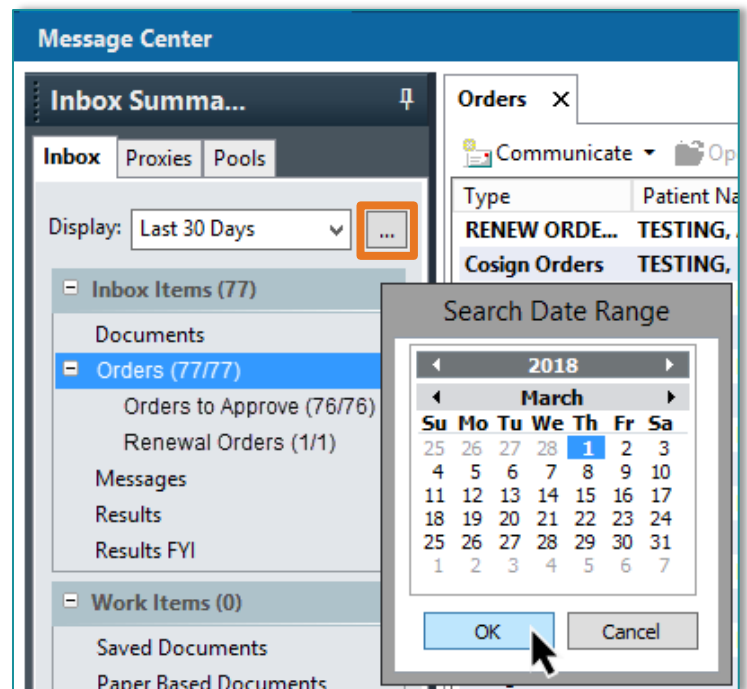 Message Center
Inbox Summa...
Inbox Proxies Pools
Display: Last 30 Days ...
Inbox Items (77)
Documents
Orders (77/77)
Orders to Approve (76/76)
Renewal Orders (1/1)
Messages
Results
Results FYI
Work Items (0)
Saved Documents
Paper Based Documents
Orders X
Communicate Op
Type Patient Na
RENEW ORDE... TESTING,
Cosign Orders TESTING,
Search Date Range
2018
March
Su Mo Tu We Th Fr Sa
25 26 27 28 1 2 3
4 5 6 7 8 9 10
11 12 13 14 15 16 17
18 19 20 21 22 23 24
25 26 27 28 29 30 31
1 2 3 4 5 6 7
OK Cancel